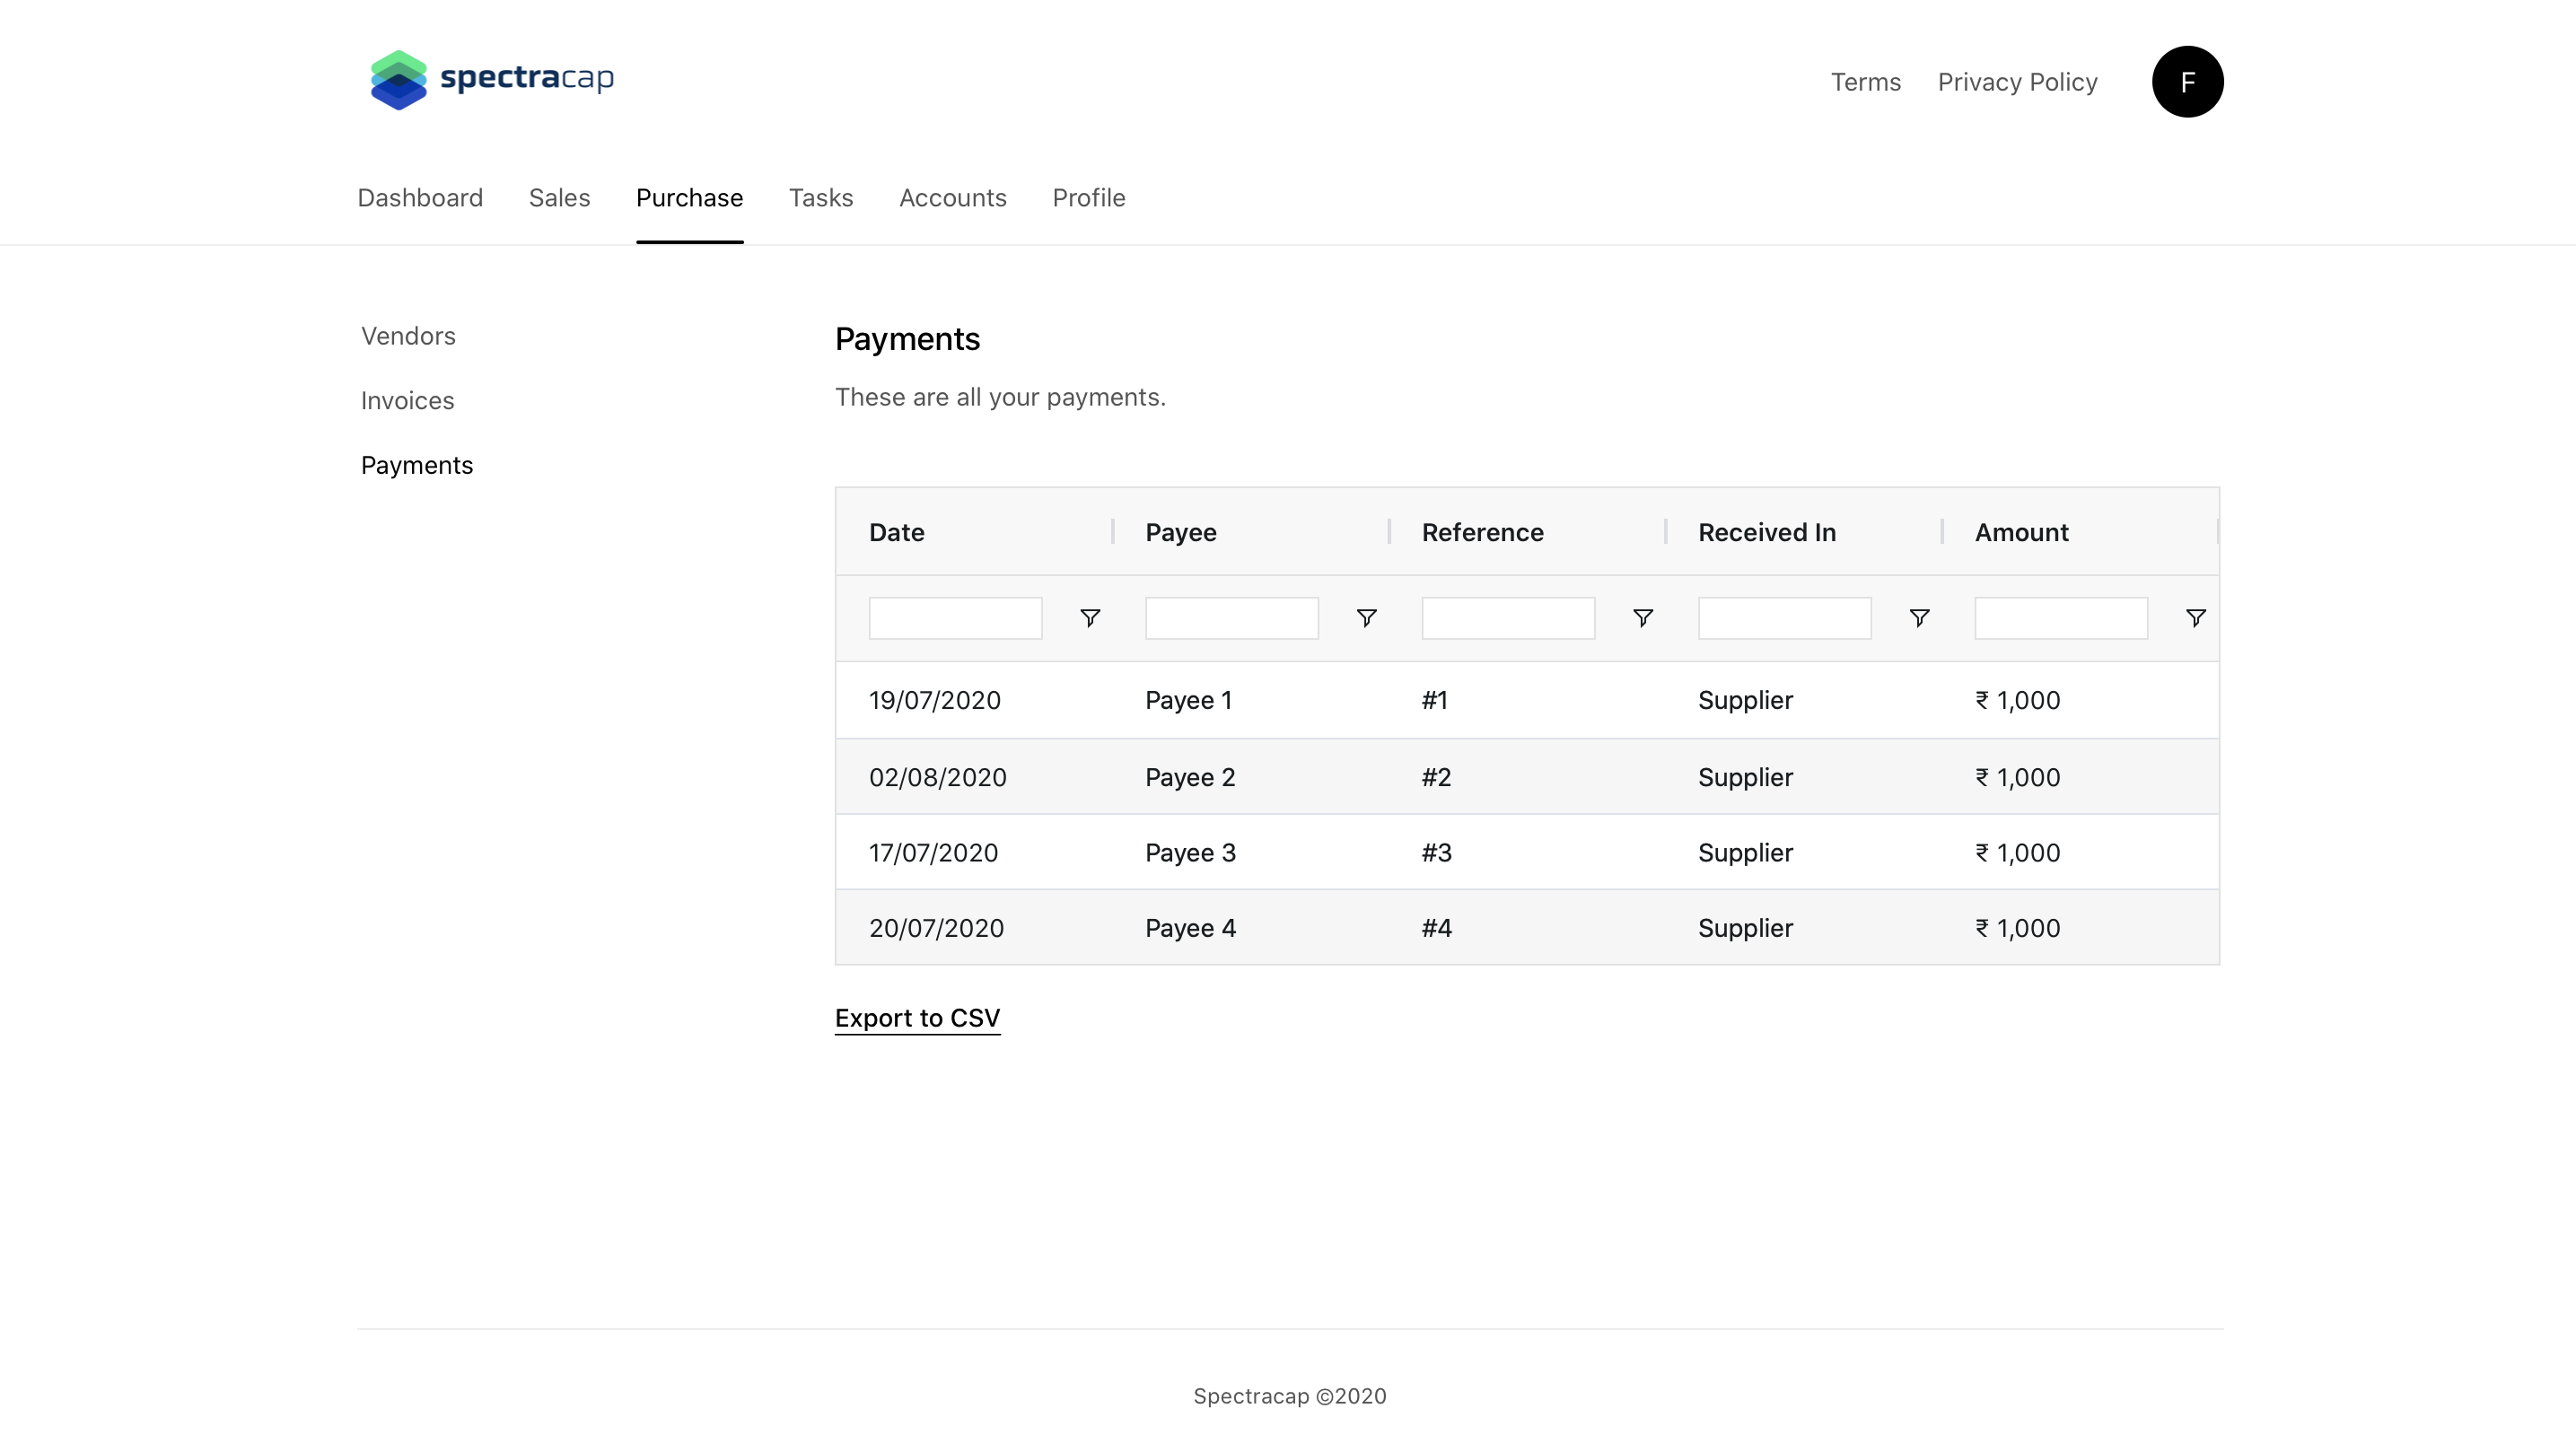 spectracap
Terms Privacy Policy F
Dashboard Sales Purchase Tasks Accounts Profile
Vendors
Invoices
Payments
Payments
These are all your payments.
Date Payee Reference Received In Amount
19/07/2020 Payee 1 #1 Supplier ₹ 1,000
02/08/2020 Payee 2 #2 Supplier ₹ 1,000
17/07/2020 Payee 3 #3 Supplier ₹ 1,000
20/07/2020 Payee 4 #4 Supplier ₹ 1,000
Export to CSV
Spectracap ©2020